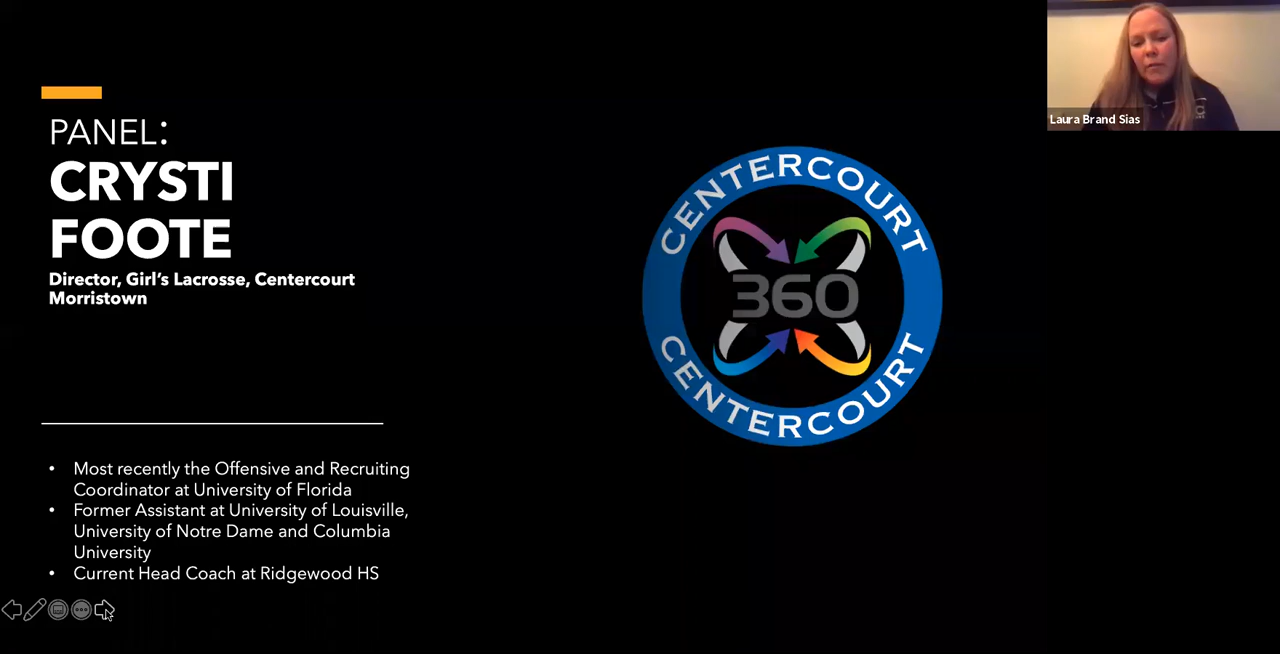 PANEL:
CRYSTI
FOOTE
Director, Girl's Lacrosse, Centercourt
Morristown
• Most recently the Offensive and Recruiting
Coordinator at University of Florida
• Former Assistant at University of Louisville,
University of Notre Dame and Columbia
University
• Current Head Coach at Ridgewood HS
CENTERCOURT
360
CENTERCOURT
Laura Brand Sias